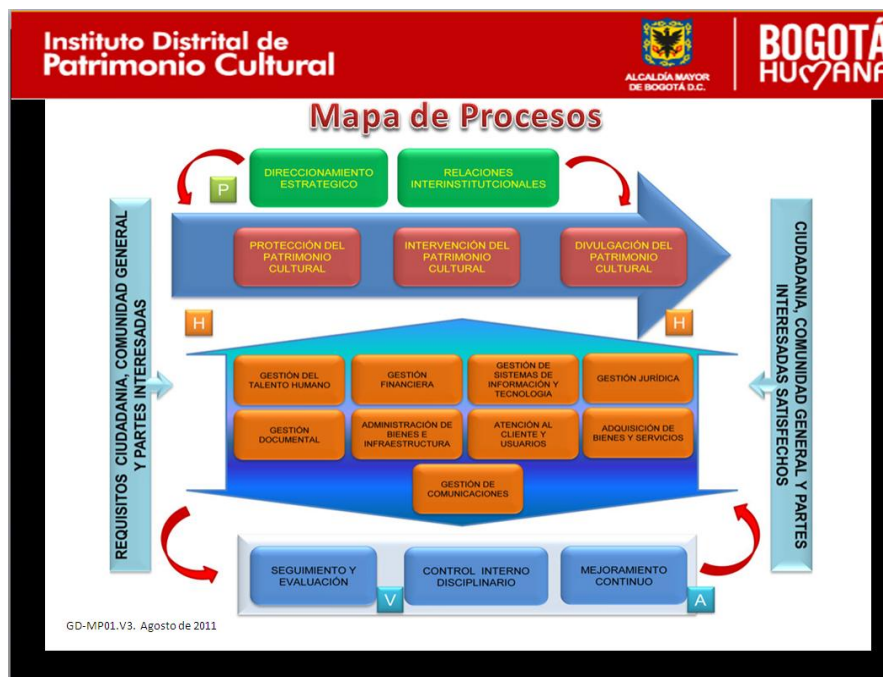 Instituto Distrital de
Patrimonio Cultural
ALCALDÍA MAYOR
DE BOGOTÁ D.C.
BOGOTÁ
HUMANA
Mapa de Procesos
DIRECCIONAMIENTO
ESTRATEGICO
RELACIONES
INTERINSTITUTCIONALES
P
PROTECCIÓN DEL
PATRIMONIO
CULTURAL
INTERVENCIÓN DEL
PATRIMONIO
CULTURAL
DIVULGACIÓN DEL
PATRIMONIO
CULTURAL
H
H
REQUISITOS CIUDADANIA, COMUNIDAD GENERAL
Y PARTES INTERESADAS
CIUDADANIA, COMUNIDAD GENERAL Y PARTES
INTERESADAS SATISFECHOS
GESTIÓN DEL
TALENTO HUMANO
GESTIÓN
FINANCIERA
GESTIÓN DE
SISTEMAS DE
INFORMACIÓN Y
TECNOLOGIA
GESTIÓN JURÍDICA
GESTIÓN
DOCUMENTAL
ADMINISTRACIÓN DE
BIENES E
INFRAESTRUCTURA
ATENCIÓN AL
CLIENTE Y
USUARIOS
ADQUISICIÓN DE
BIENES Y SERVICIOS
GESTIÓN DE
COMUNICACIONES
SEGUIMIENTO Y
EVALUACIÓN
V
CONTROL INTERNO
DISCIPLINARIO
MEJORAMIENTO
CONTINUO
A
GD-MP01.V3. Agosto de 2011